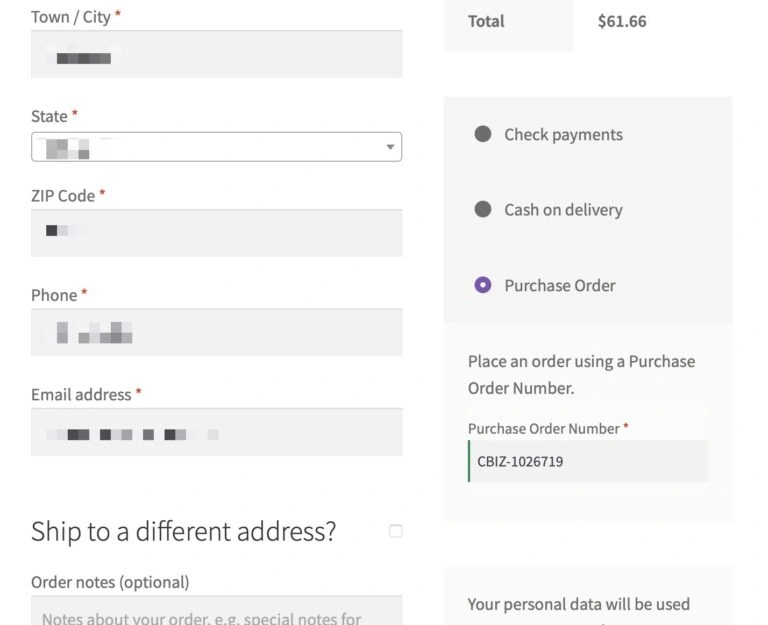 Town / City *
State *
ZIP Code *
Phone *
Email address *
Ship to a different address?
Order notes (optional)
Notes about your order, e.g. special notes for
Total $61.66
Check payments
Cash on delivery
Purchase Order
Place an order using a Purchase
Order Number.
Purchase Order Number *
CBIZ-1026719
Your personal data will be used